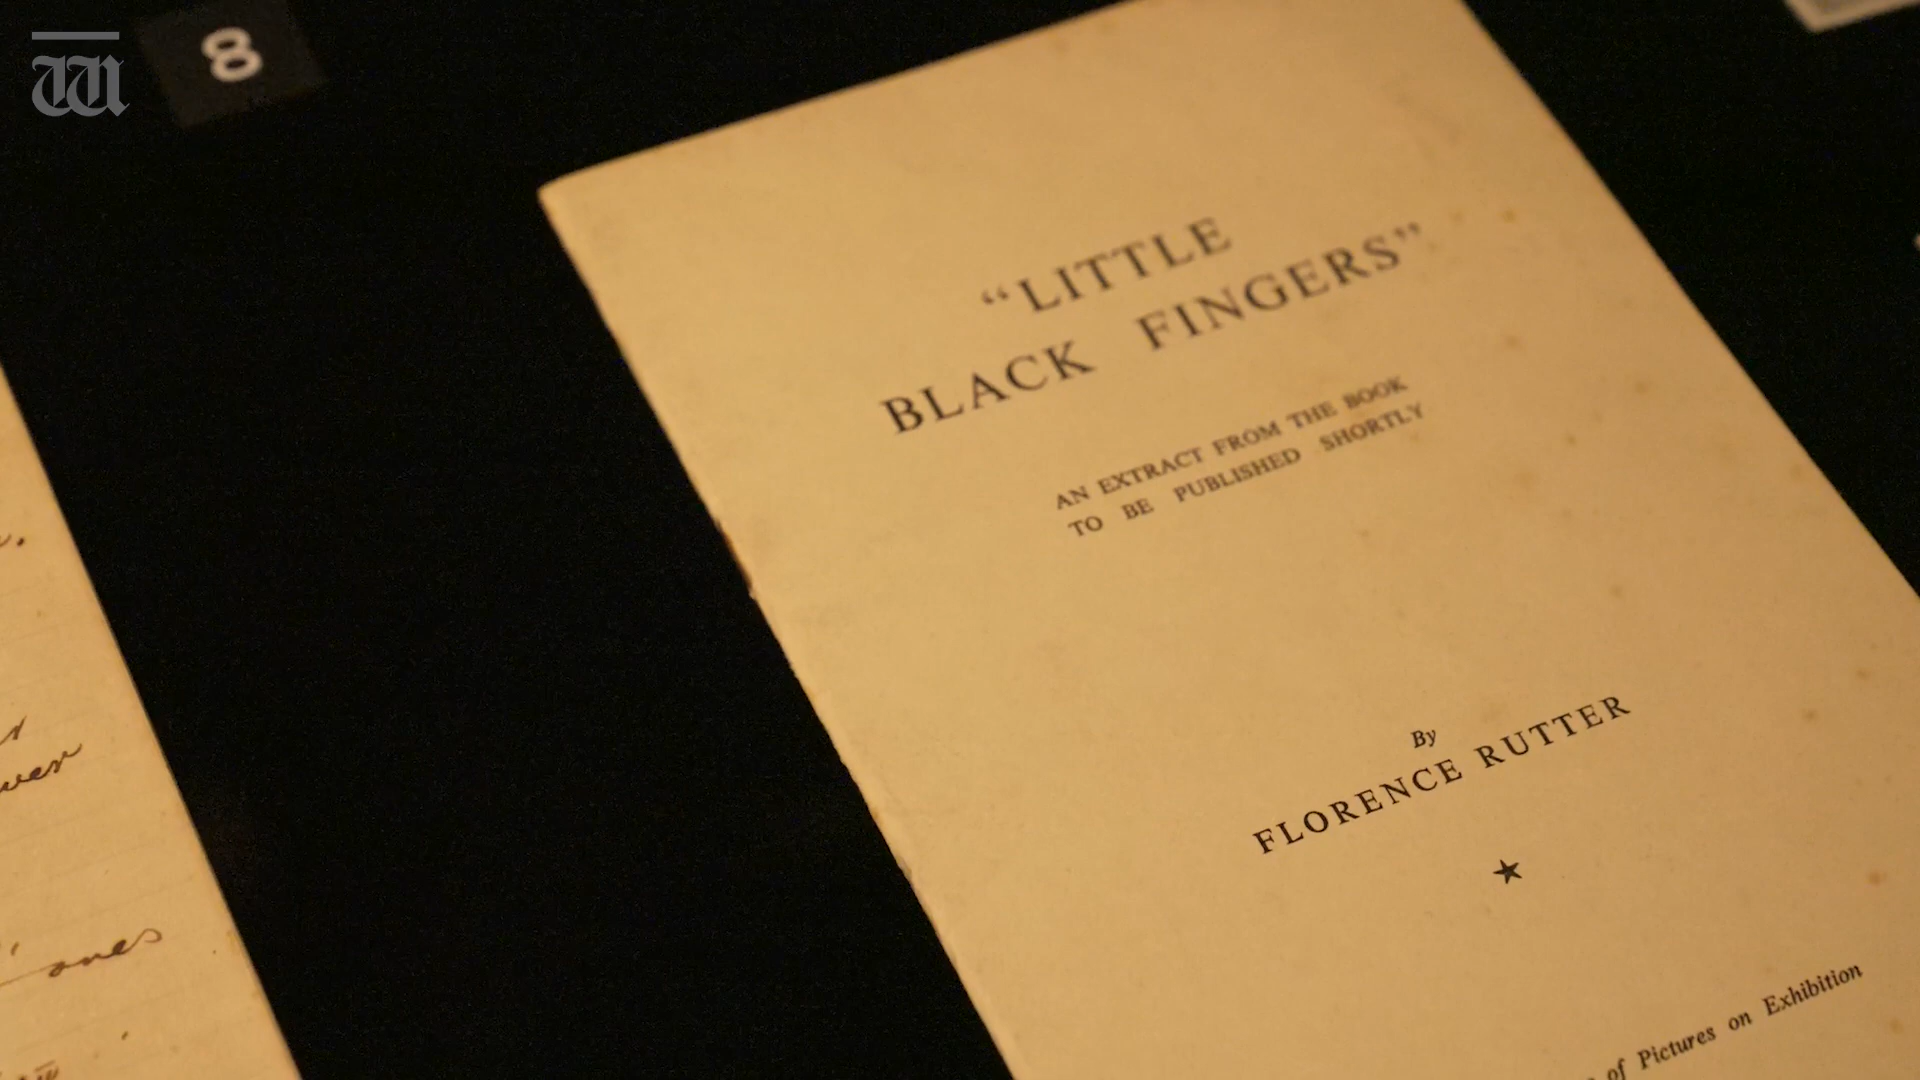 W
8
"LITTLE
BLACK FINGERS"
AN EXTRACT FROM THE BOOK
TO BE PUBLISHED SHORTLY
By
FLORENCE RUTTER
★
of Pictures on Exhibition
ones